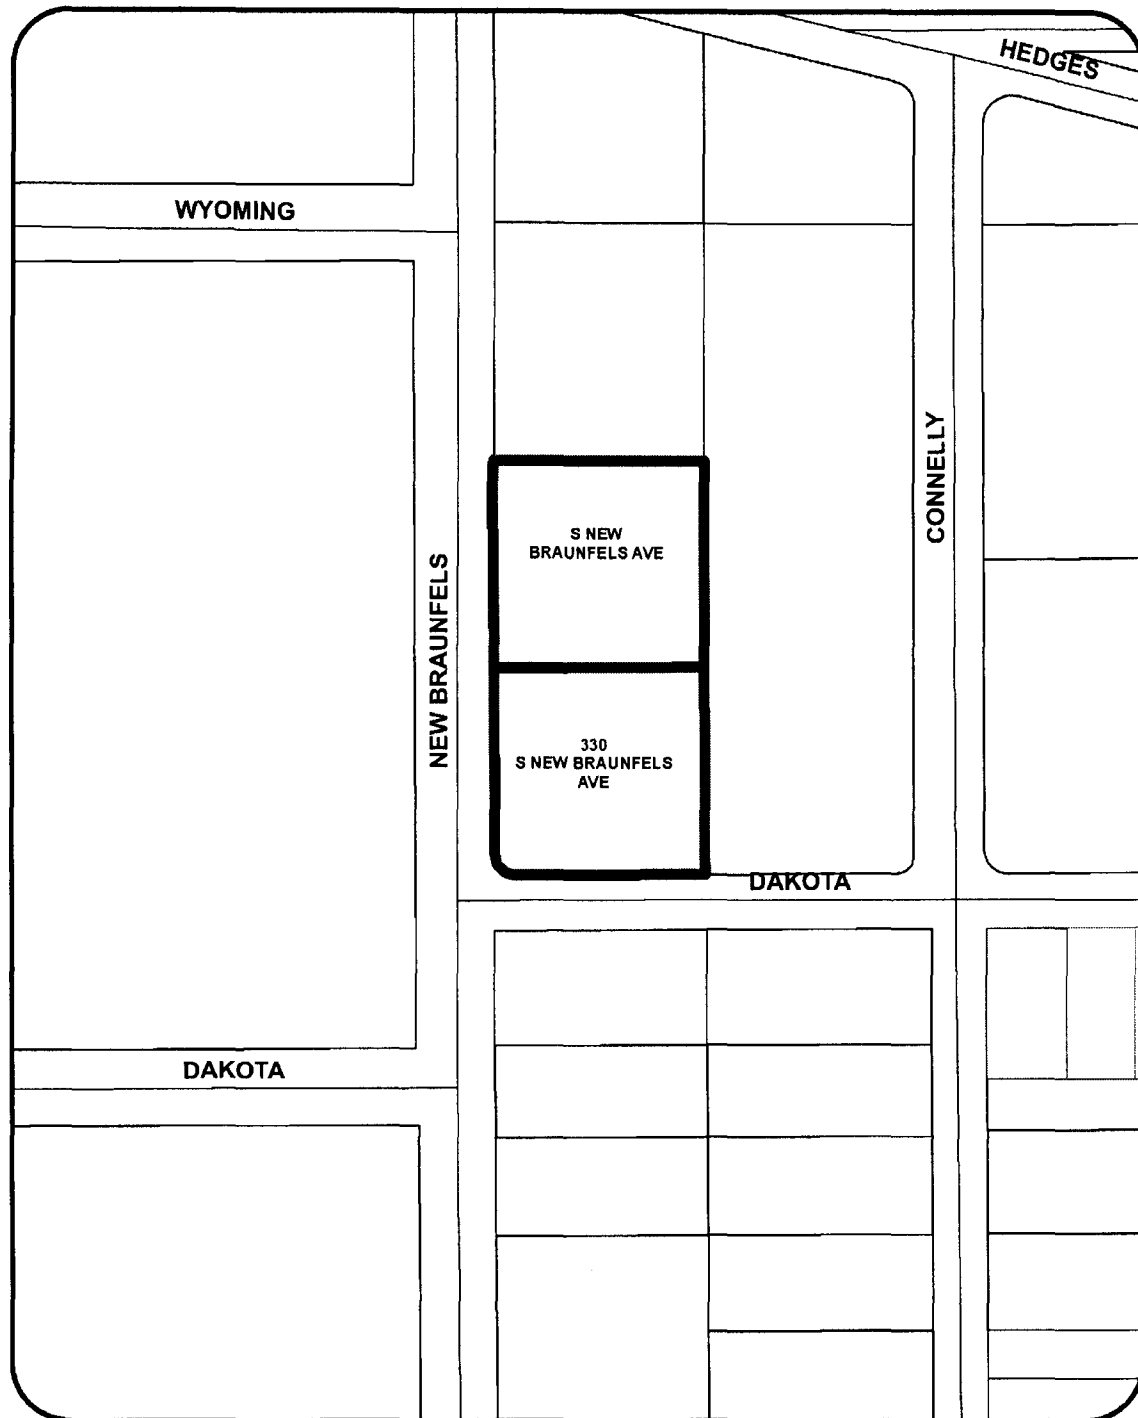 HEDGES
WYOMING
CONNELLY
S NEW
BRAUNFELS AVE
NEW BRAUNFELS
330
S NEW BRAUNFELS
AVE
DAKOTA
DAKOTA